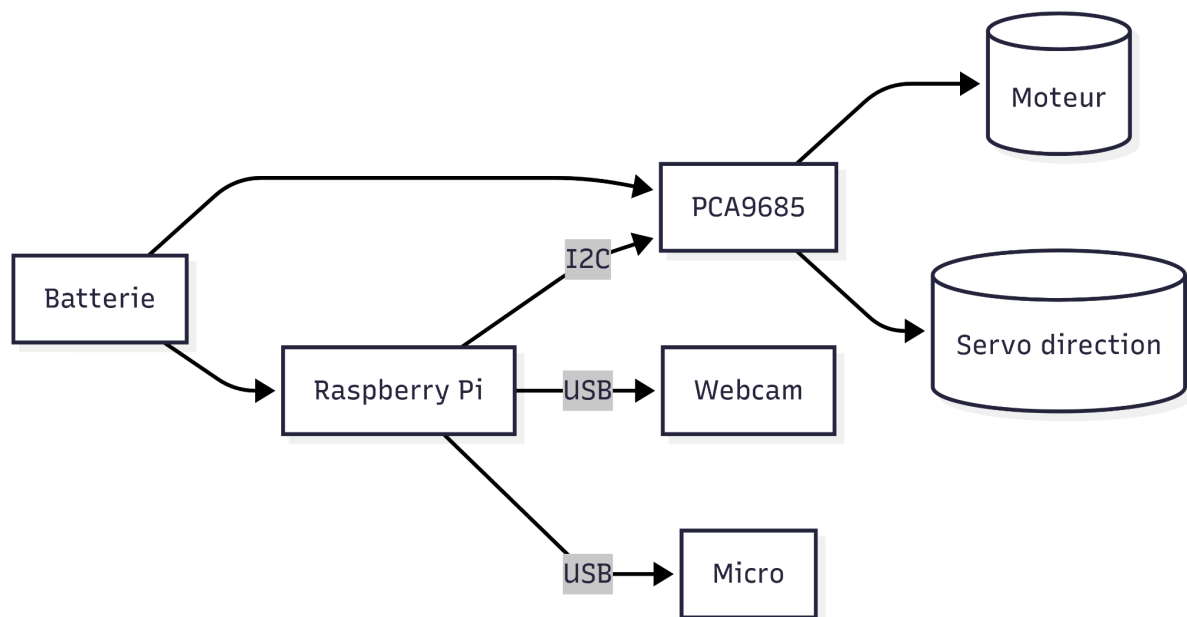 Moteur
PCA9685
I2C
Batterie
Servo direction
Raspberry Pi
USB
Webcam
USB
Micro